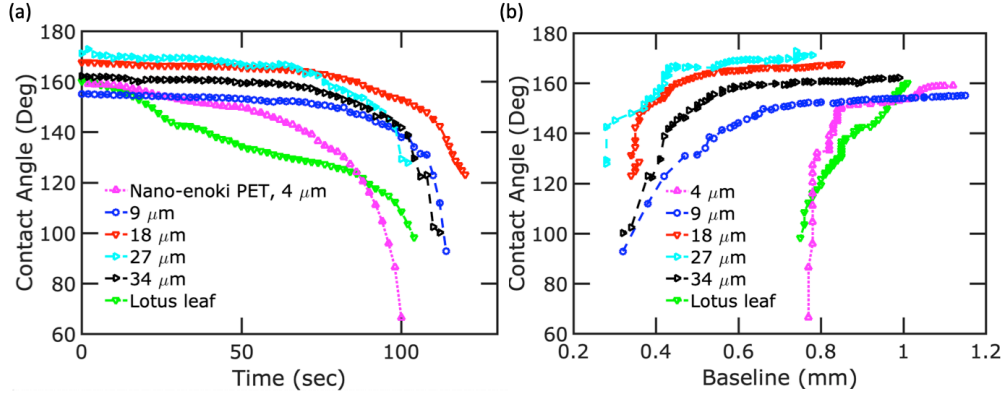 (a)
180
160
140
120
100
80
60
0
50
100
Contact Angle (Deg)
Time (sec)
Nano-enoki PET, 4 μm
9 μm
18 μm
27 μm
34 μm
Lotus leaf
(b)
180
160
140
120
100
80
60
0.2
0.4
0.6
0.8
1
1.2
Contact Angle (Deg)
Baseline (mm)
4 μm
9 μm
18 μm
27 μm
34 μm
Lotus leaf